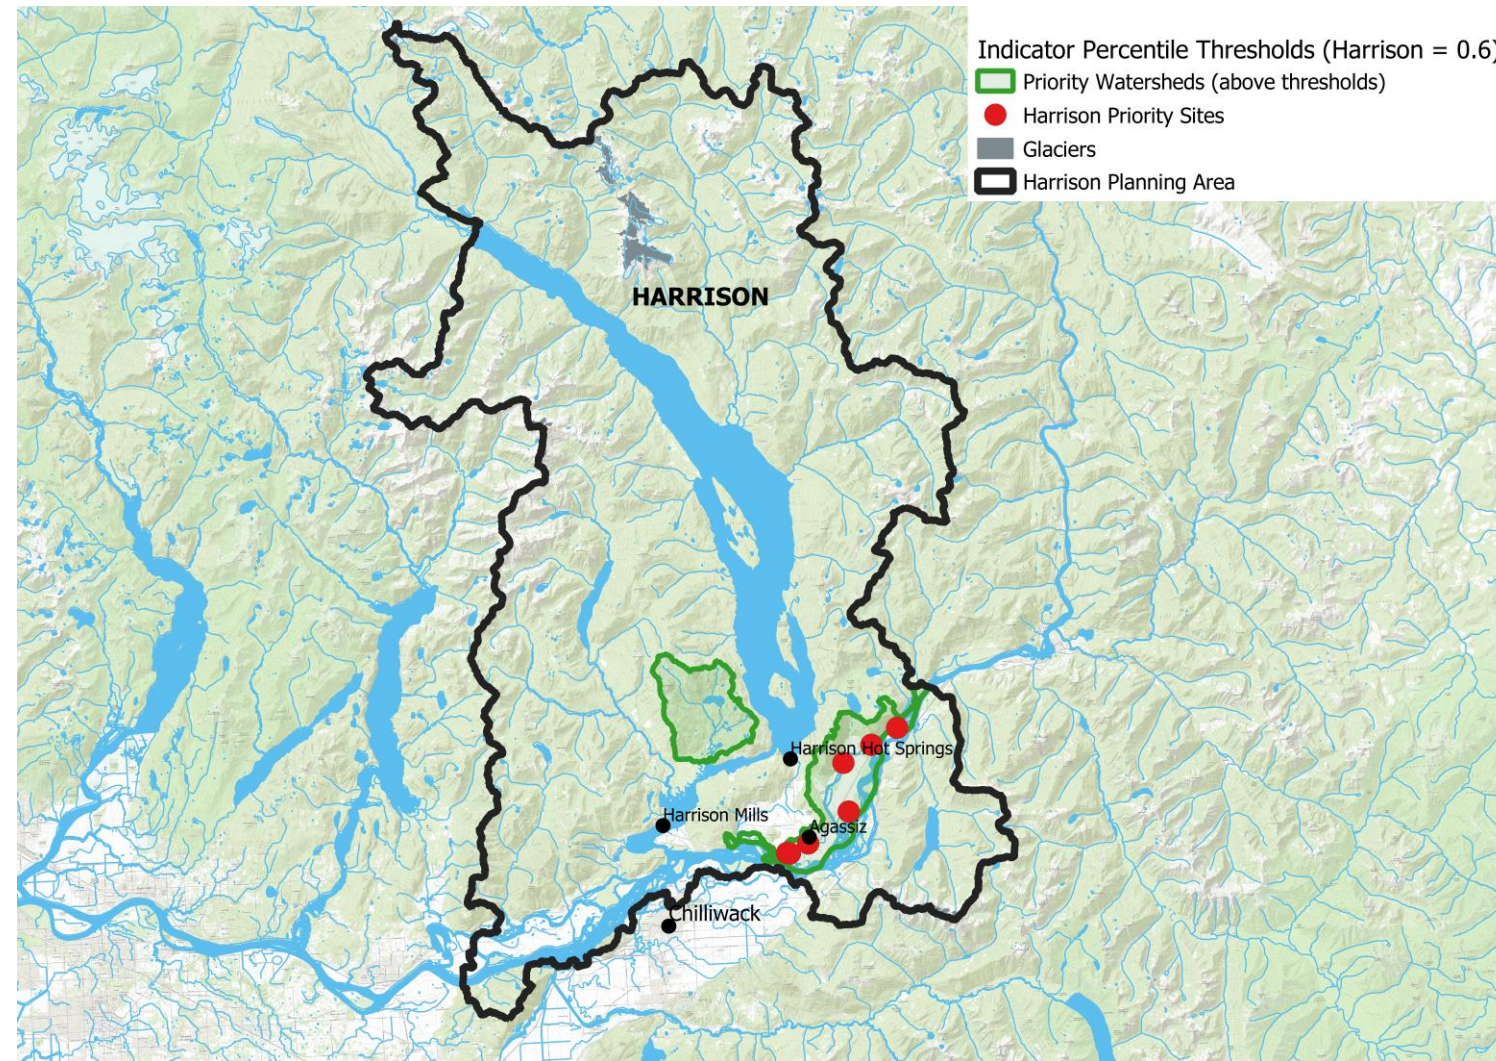 Indicator Percentile Thresholds (Harrison = 0.6)
Priority Watersheds (above thresholds)
Harrison Priority Sites
Glaciers
Harrison Planning Area
HARRISON
Harrison Hot Springs
Harrison Mills
Agassiz
Chilliwack